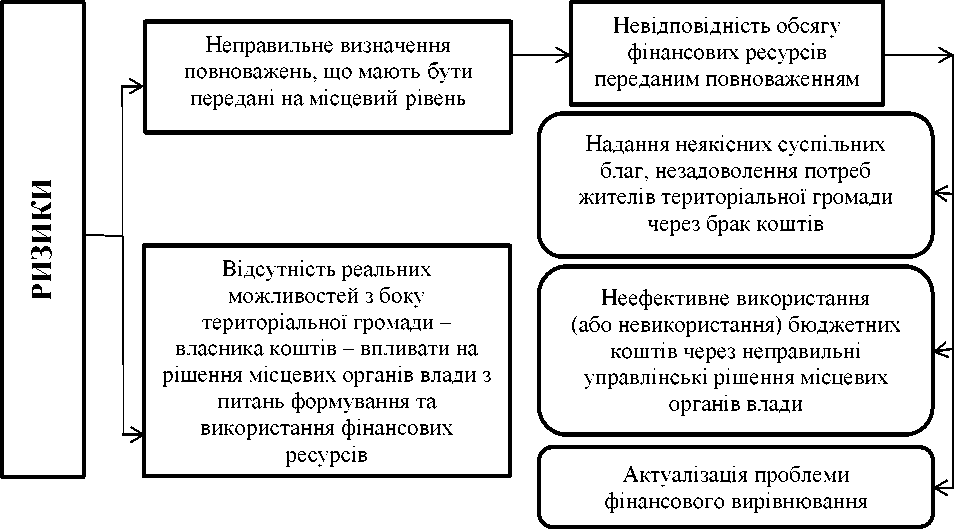 РИЗИКИ
Неправильне визначення
повноважень, що мають бути
передані на місцевий рівень
Невідповідність обсягу
фінансових ресурсів
переданим повноваженням
Надання неякісних суспільних
благ, незадоволення потреб
жителів територіальної громади
через брак коштів
Відсутність реальних
можливостей з боку
територіальної громади –
власника коштів – впливати на
рішення місцевих органів влади з
питань формування та
використання фінансових
ресурсів
Неефективне використання
(або невикористання) бюджетних
коштів через неправильні
управлінські рішення місцевих
органів влади
Актуалізація проблеми
фінансового вирівнювання